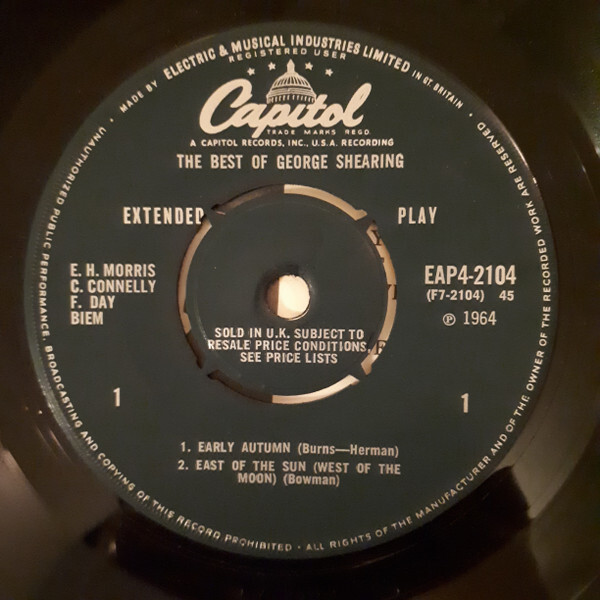 MADE BY ELECTRIC & MUSICAL INDUSTRIES LIMITED IN GT. BRITAIN •
REGISTERED USER
Capitol
TRADE MARKS REGD
A CAPITOL RECORDS, INC., U.S.A. RECORDING
THE BEST OF GEORGE SHEARING
EXTENDED PLAY
E. H. MORRIS
C. CONNELLY
F. DAY
BIEM
EAP4-2104
(F7-2104) 45
℗ 1964
SOLD IN U.K. SUBJECT TO
RESALE PRICE CONDITIONS,
SEE PRICE LISTS
1 1
1. EARLY AUTUMN (Burns—Herman)
2. EAST OF THE SUN (WEST OF THE
MOON) (Bowman)
• UNAUTHORIZED PUBLIC PERFORMANCE, BROADCASTING AND COPYING OF THIS RECORD PROHIBITED • ALL RIGHTS OF THE MANUFACTURER AND OF THE OWNER OF THE RECORDED WORK ARE RESERVED